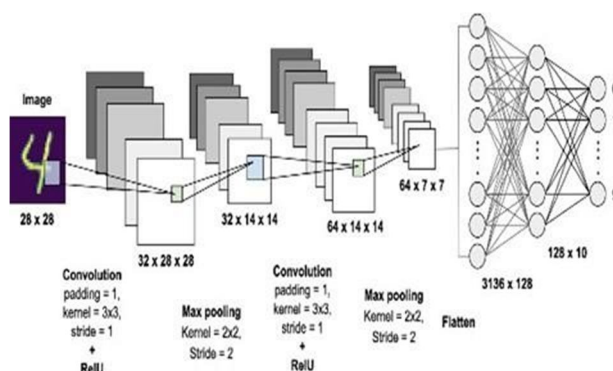 Image
28 x 28
32 x 28 x 28
32 x 14 x 14
64 x 14 x 14
64 x 7 x 7
3136 x 128
128 x 10
Convolution
padding = 1,
kernel = 3x3,
stride = 1
+
RelU
Max pooling
Kernel = 2x2,
Stride = 2
Convolution
padding = 1,
kernel = 3x3,
stride = 1
+
RelU
Max pooling
Kernel = 2x2,
Stride = 2
Flatten